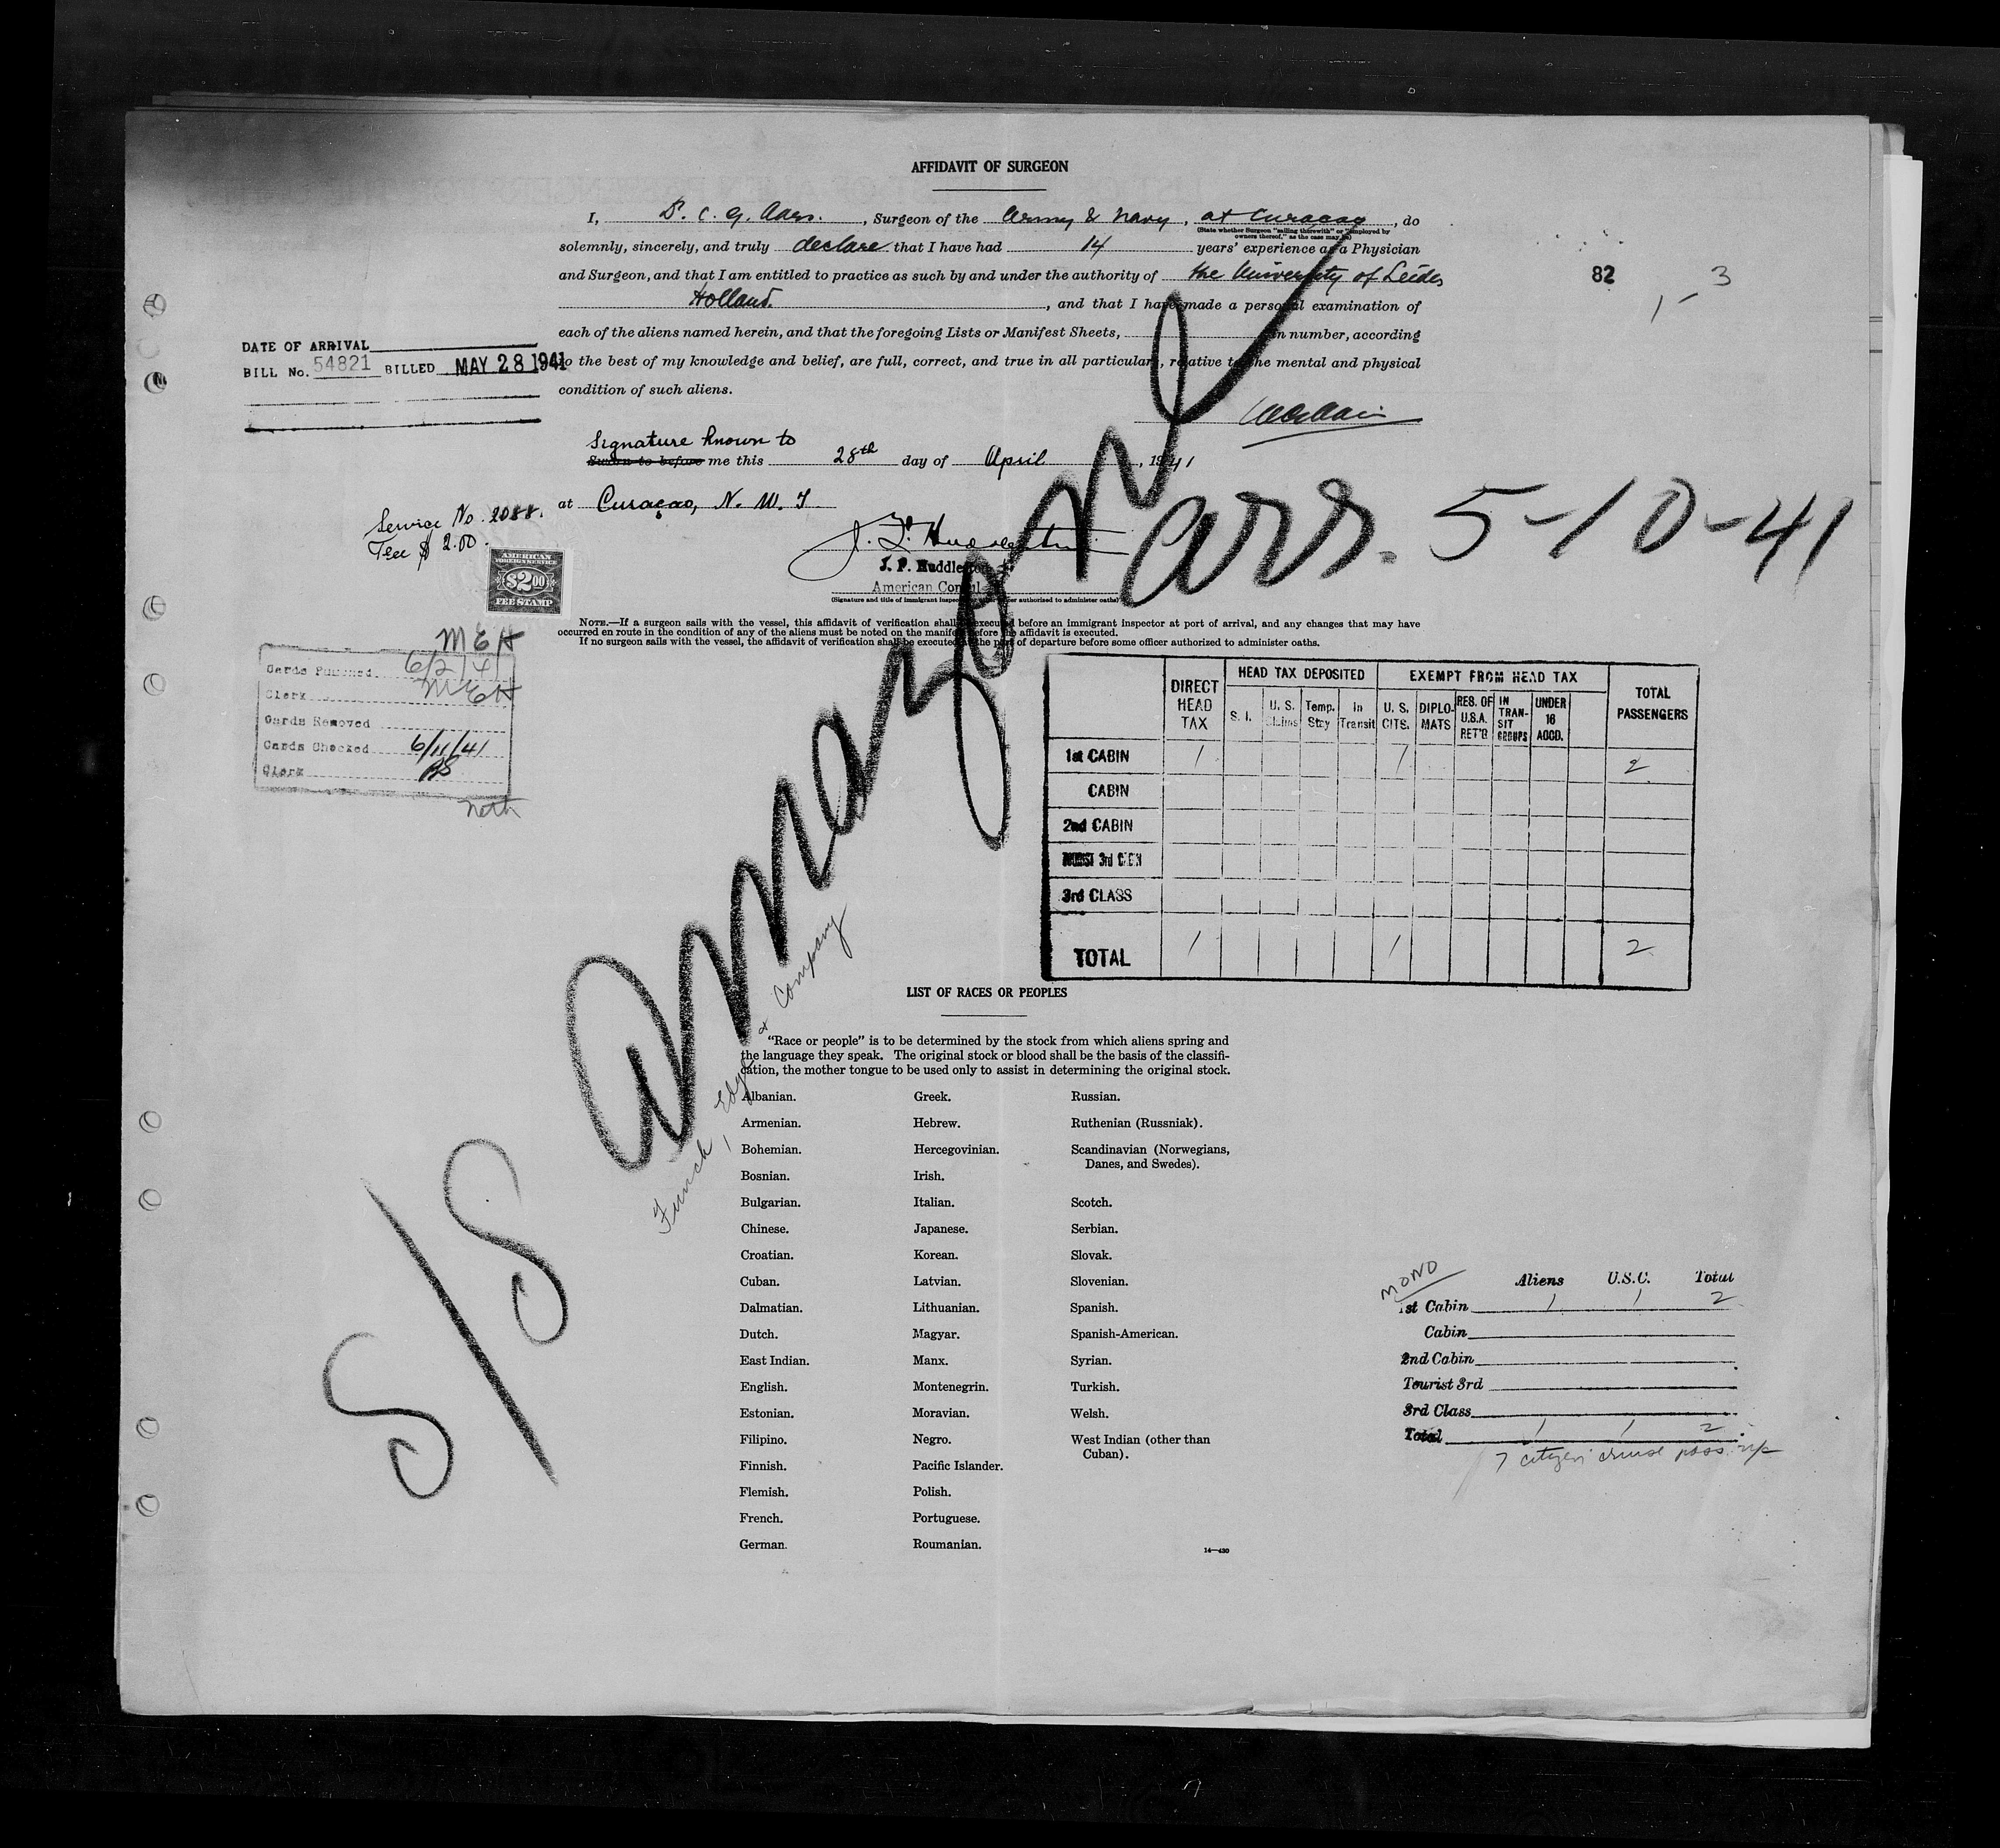 AFFIDAVIT OF SURGEON
I, D. C. G. , Surgeon of the Army & Navy, at Curacao, do
(State whether Surgeon "sailing therewith" or "employed by
owners thereof," as the case may be)
solemnly, sincerely, and truly declare that I have had 14 years' experience as a Physician
and Surgeon, and that I am entitled to practice as such by and under the authority of the University of Leiden
Holland. , and that I have made a personal examination of
each of the aliens named herein, and that the foregoing Lists or Manifest Sheets, in number, according
to the best of my knowledge and belief, are full, correct, and true in all particulars, relative to the mental and physical
condition of such aliens.
82
1 - 3
DATE OF ARRIVAL
BILL No. 54821 BILLED MAY 28 1941
Signature known to
Sworn to before me this 28th day of April, 1941
at Curaçao, N. W. I.
Service No. 2088.
Fee $ 2.00.
AMERICAN
FOREIGN SERVICE
$2.00
FEE STAMP
J. F. Huddleston
American Consul
(Signature and title of immigrant inspector or other officer authorized to administer oaths)
arr. 5-10-41
S/S Amazone
Funch, Edye & Company
NOTE.—If a surgeon sails with the vessel, this affidavit of verification shall be executed before an immigrant inspector at port of arrival, and any changes that may have
occurred en route in the condition of any of the aliens must be noted on the manifest before the affidavit is executed.
If no surgeon sails with the vessel, the affidavit of verification shall be executed at the port of departure before some officer authorized to administer oaths.
MEH
Cards Punched 6/2/41
Clerk MEH
Cards Removed
Cards Checked 6/11/41
Clerk
neth
DIRECT HEAD TAX
HEAD TAX DEPOSITED
EXEMPT FROM HEAD TAX
TOTAL PASSENGERS
S. I. U. S. Claims Temp. Stay In Transit U. S. CITS. DIPLO-MATS RES. OF U.S.A. RET'G IN TRAN-SIT GROUPS UNDER 16 ACCD.
1st CABIN 1 1 2
CABIN
2nd CABIN
TOURIST 3rd CABIN
3rd CLASS
TOTAL 1 1 2
LIST OF RACES OR PEOPLES
"Race or people" is to be determined by the stock from which aliens spring and
the language they speak. The original stock or blood shall be the basis of the classifi-
cation, the mother tongue to be used only to assist in determining the original stock.
Albanian.
Armenian.
Bohemian.
Bosnian.
Bulgarian.
Chinese.
Croatian.
Cuban.
Dalmatian.
Dutch.
East Indian.
English.
Estonian.
Filipino.
Finnish.
Flemish.
French.
German.
Greek.
Hebrew.
Hercegovinian.
Irish.
Italian.
Japanese.
Korean.
Latvian.
Lithuanian.
Magyar.
Manx.
Montenegrin.
Moravian.
Negro.
Pacific Islander.
Polish.
Portuguese.
Roumanian.
Russian.
Ruthenian (Russniak).
Scandinavian (Norwegians,
Danes, and Swedes).
Scotch.
Serbian.
Slovak.
Slovenian.
Spanish.
Spanish-American.
Syrian.
Turkish.
Welsh.
West Indian (other than
Cuban).
14—430
MONO
Aliens U.S.C. Total
1st Cabin 1 1 2
Cabin
2nd Cabin
Tourist 3rd
3rd Class
Total 1 1 2
7 citizen cruise pass.